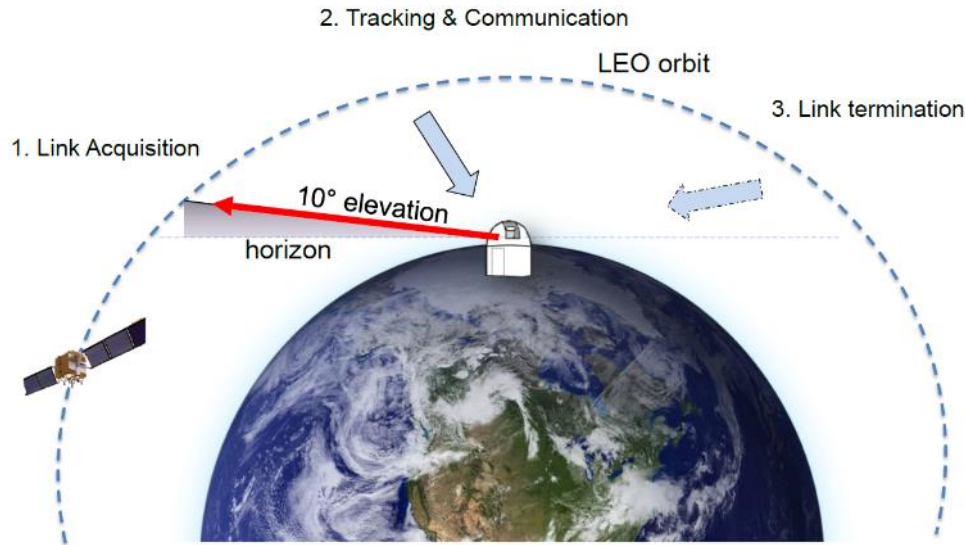 2. Tracking & Communication
LEO orbit
3. Link termination
1. Link Acquisition
10° elevation
horizon